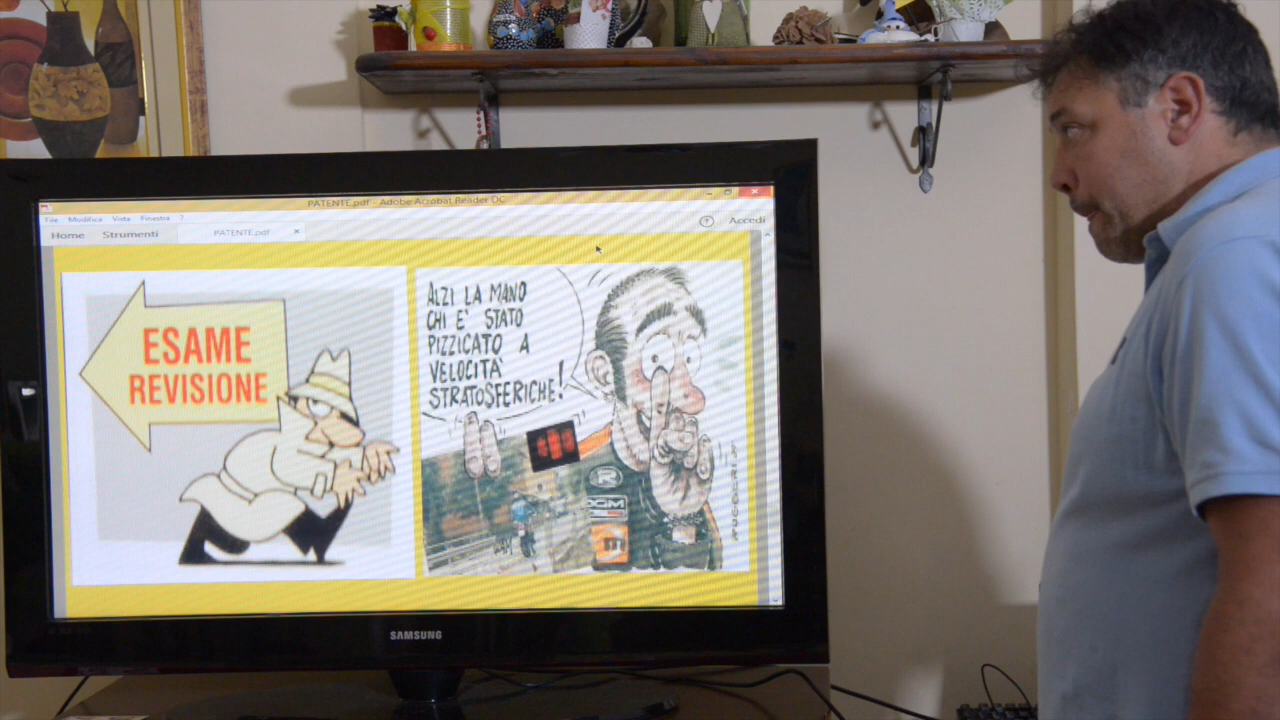 PATENTE.pdf - Adobe Acrobat Reader DC
File Modifica Vista Finestra ?
Home Strumenti PATENTE.pdf × ? Accedi
ESAME
REVISIONE
ALZI LA MANO
CHI E' STATO
PIZZICATO A
VELOCITÀ
STRATOSFERICHE!
R
SAMSUNG